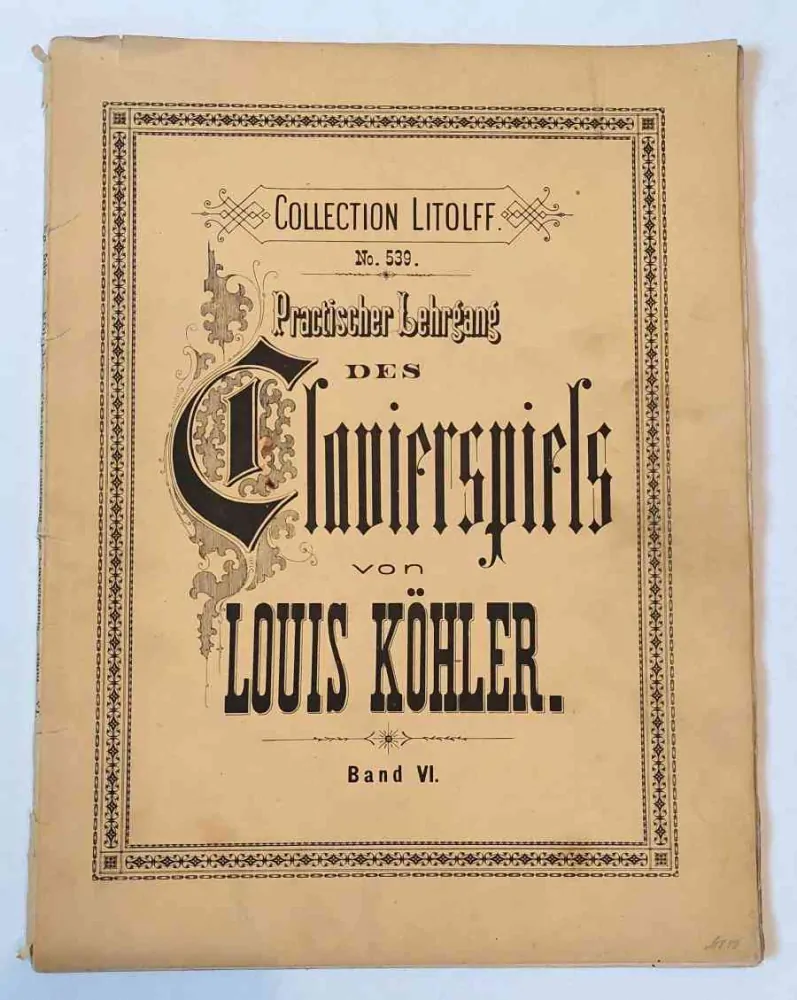 COLLECTION LITOLFF.
No. 539.
Practischer Lehrgang
DES
Clavierspiels
von
LOUIS KÖHLER.
Band VI.